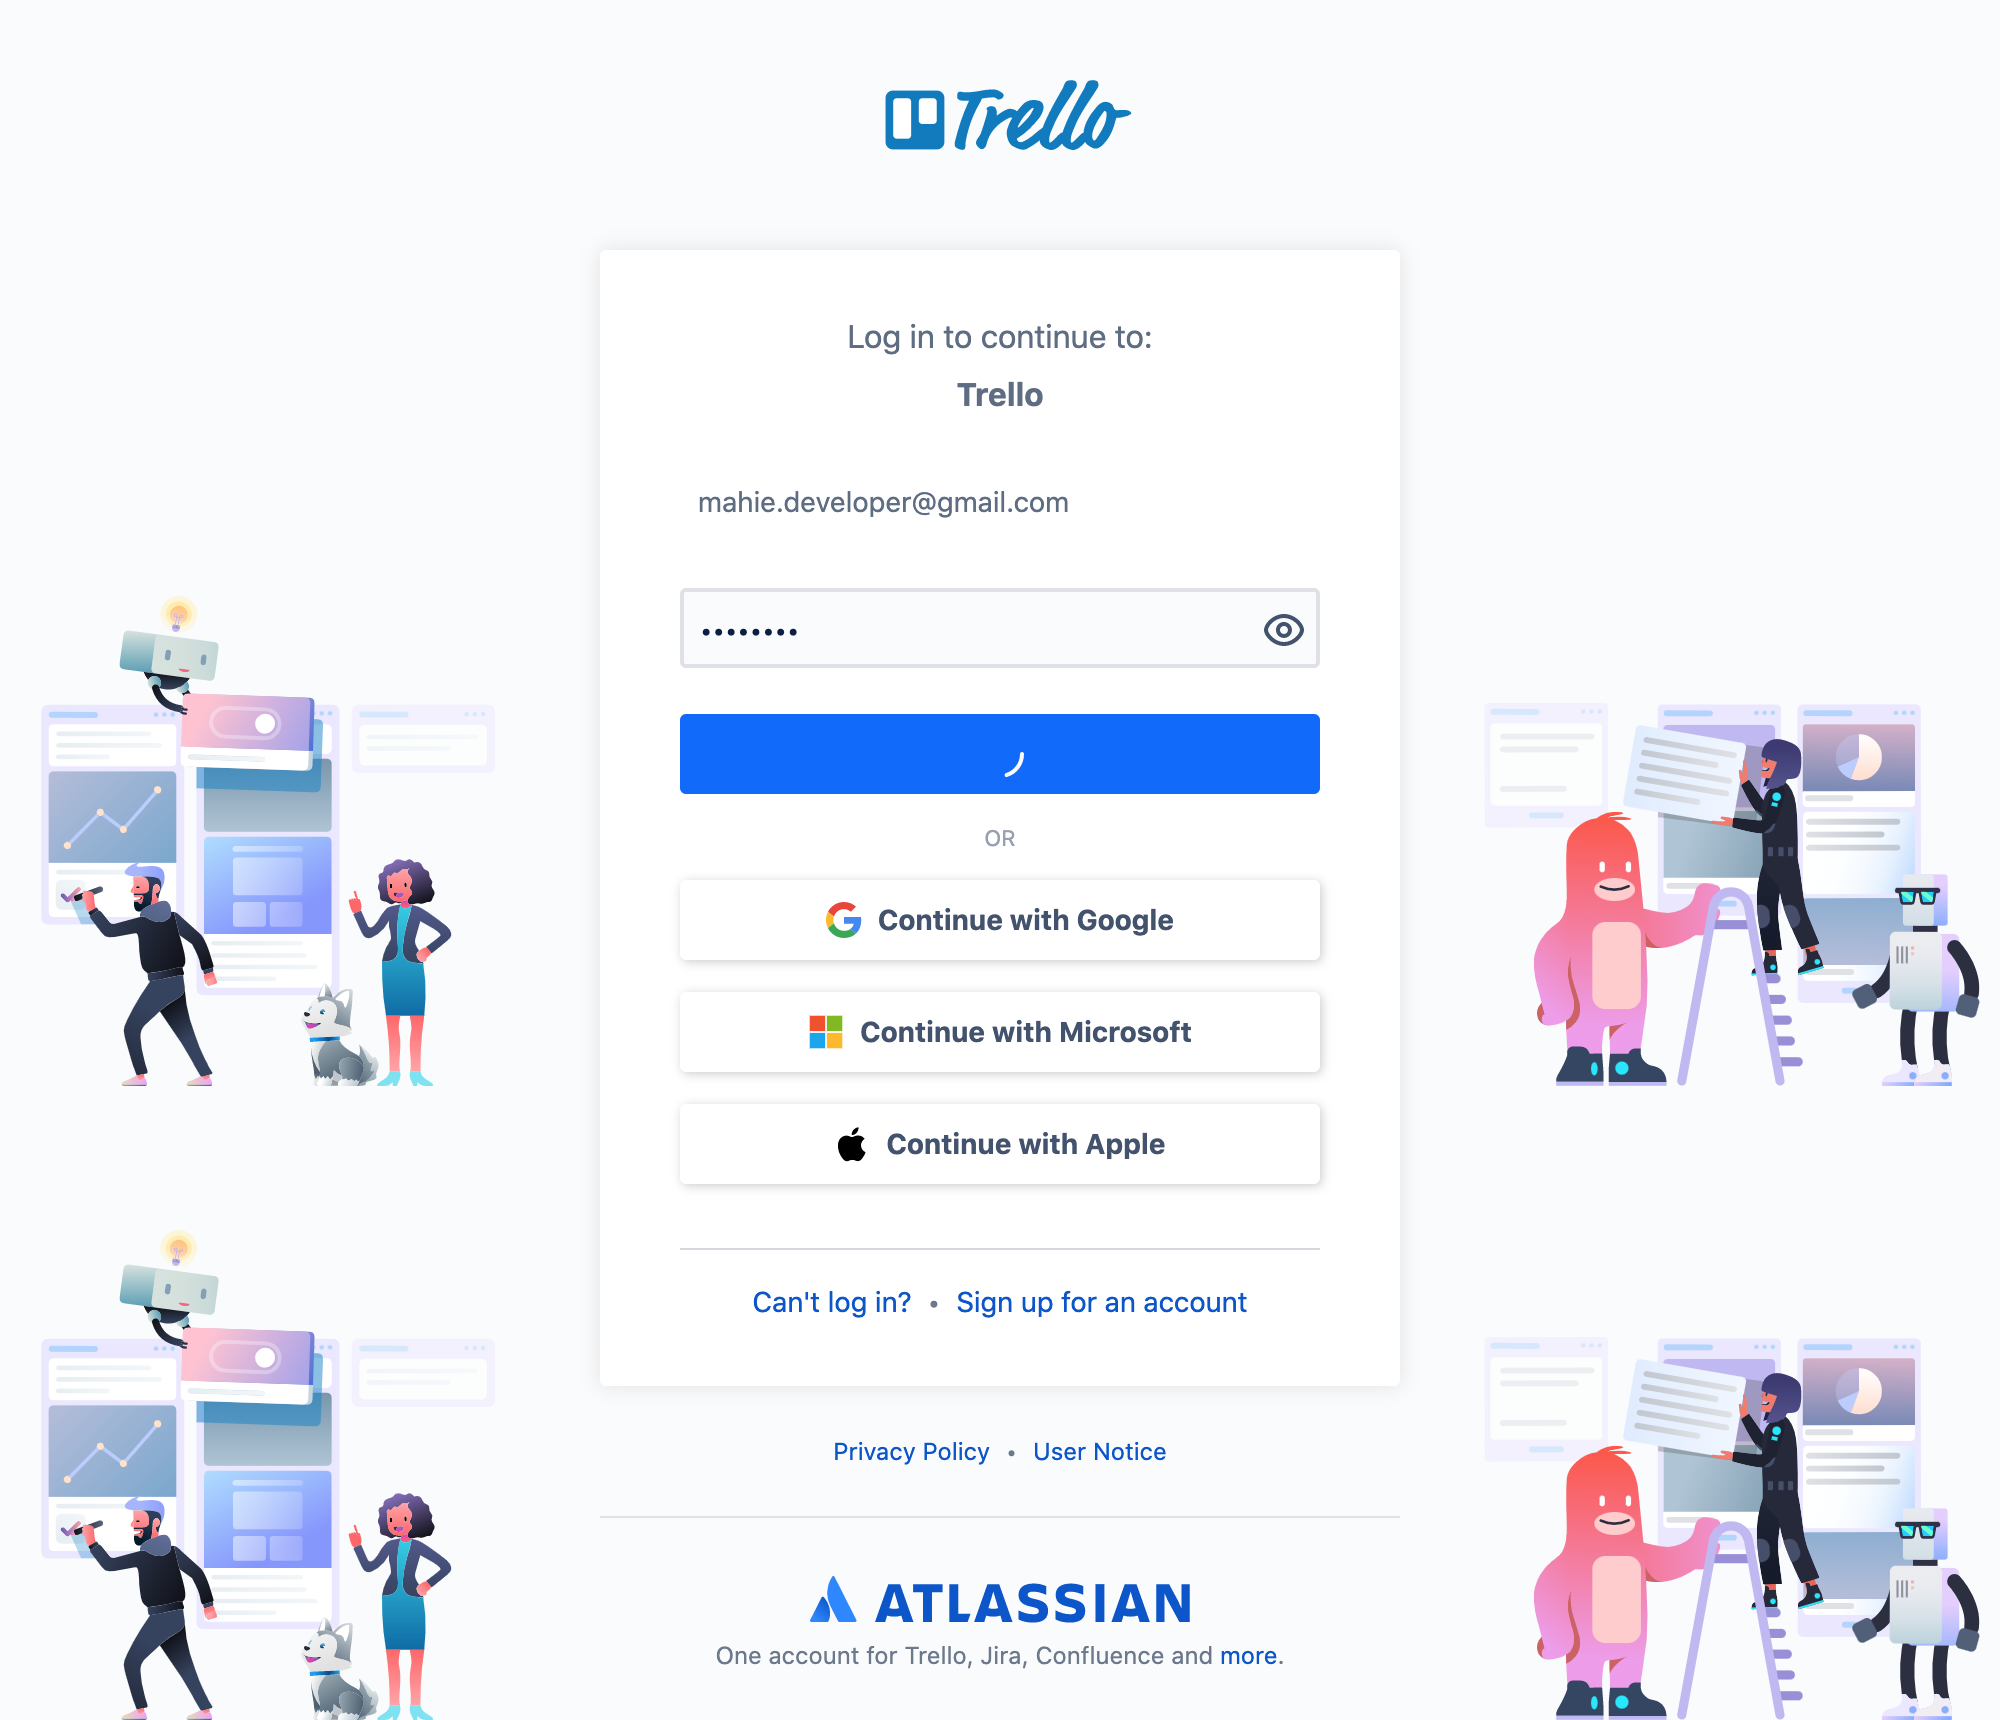 Trello
Log in to continue to:
Trello
mahie.developer@gmail.com
••••••••
OR
Continue with Google
Continue with Microsoft
Continue with Apple
Can't log in? • Sign up for an account
Privacy Policy • User Notice
ATLASSIAN
One account for Trello, Jira, Confluence and more.